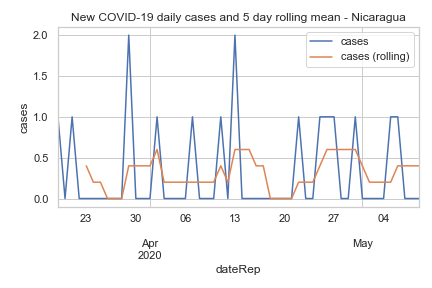 New COVID-19 daily cases and 5 day rolling mean - Nicaragua
cases
cases (rolling)
cases
2.0
1.5
1.0
0.5
0.0
23 30 06 13 20 27 04
Apr May
2020
dateRep